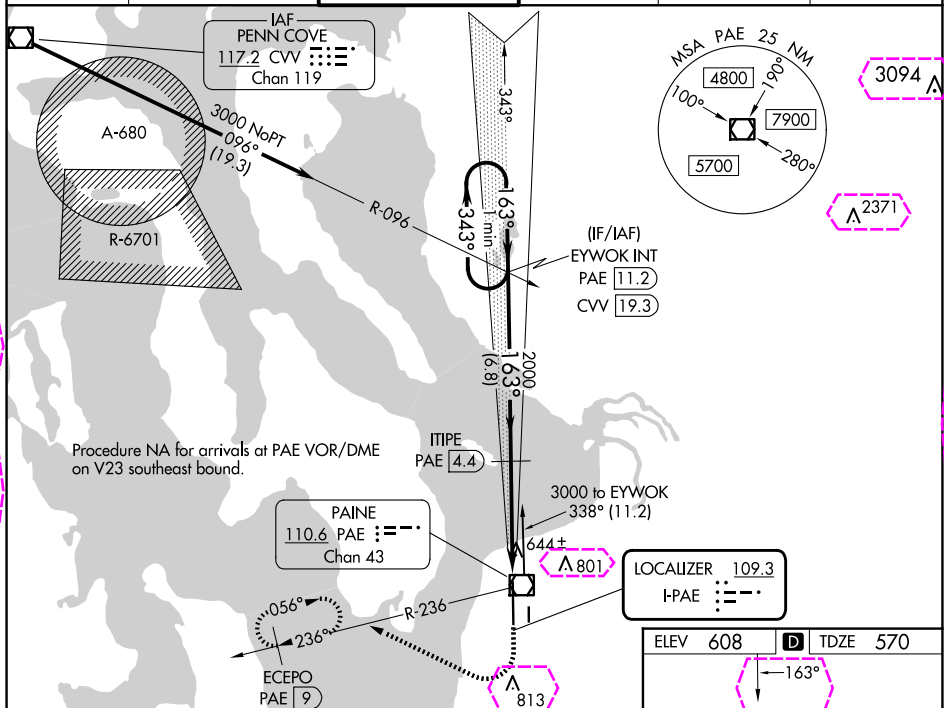 IAF
PENN COVE
117.2 CVV
Chan 119
3000 NoPT
096°
(19.3)
A-680
R-6701
R-096
343°
163°
1 min
343°
(IF/IAF)
EYWOK INT
PAE 11.2
CVV 19.3
MSA PAE 25 NM
4800
190°
100°
7900
5700
280°
3094
2371
2000
163°
(6.8)
Procedure NA for arrivals at PAE VOR/DME
on V23 southeast bound.
ITIPE
PAE 4.4
3000 to EYWOK
338° (11.2)
PAINE
110.6 PAE
Chan 43
644±
801
LOCALIZER 109.3
I-PAE
R-236
056°
236°
ECEPO
PAE 9
813
ELEV 608 D TDZE 570
163°